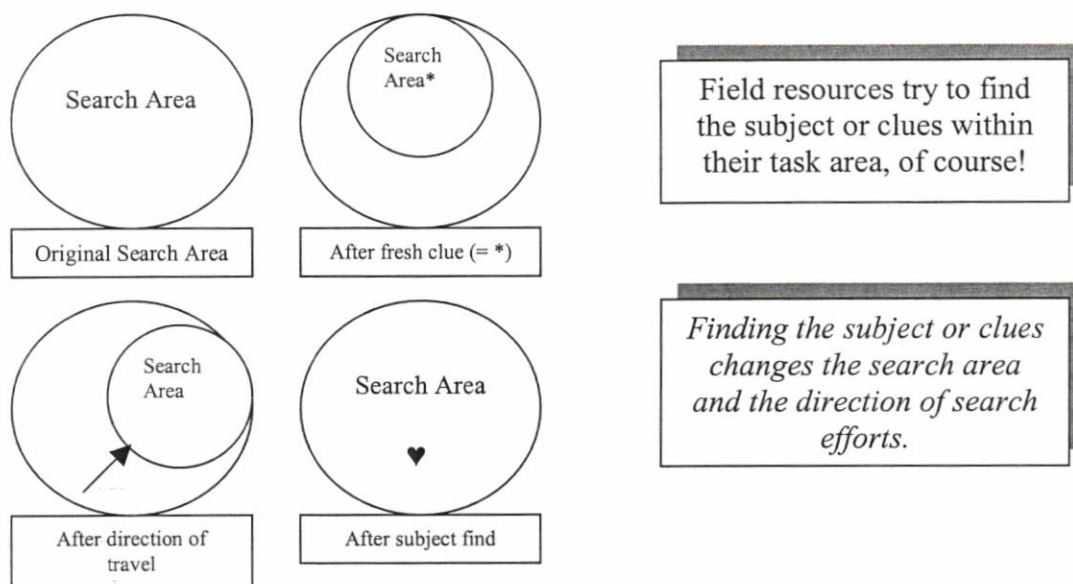 Search Area
Original Search Area
Search
Area*
After fresh clue (= *)
Search
Area
After direction of
travel
Search Area
After subject find
Field resources try to find
the subject or clues within
their task area, of course!
Finding the subject or clues
changes the search area
and the direction of search
efforts.